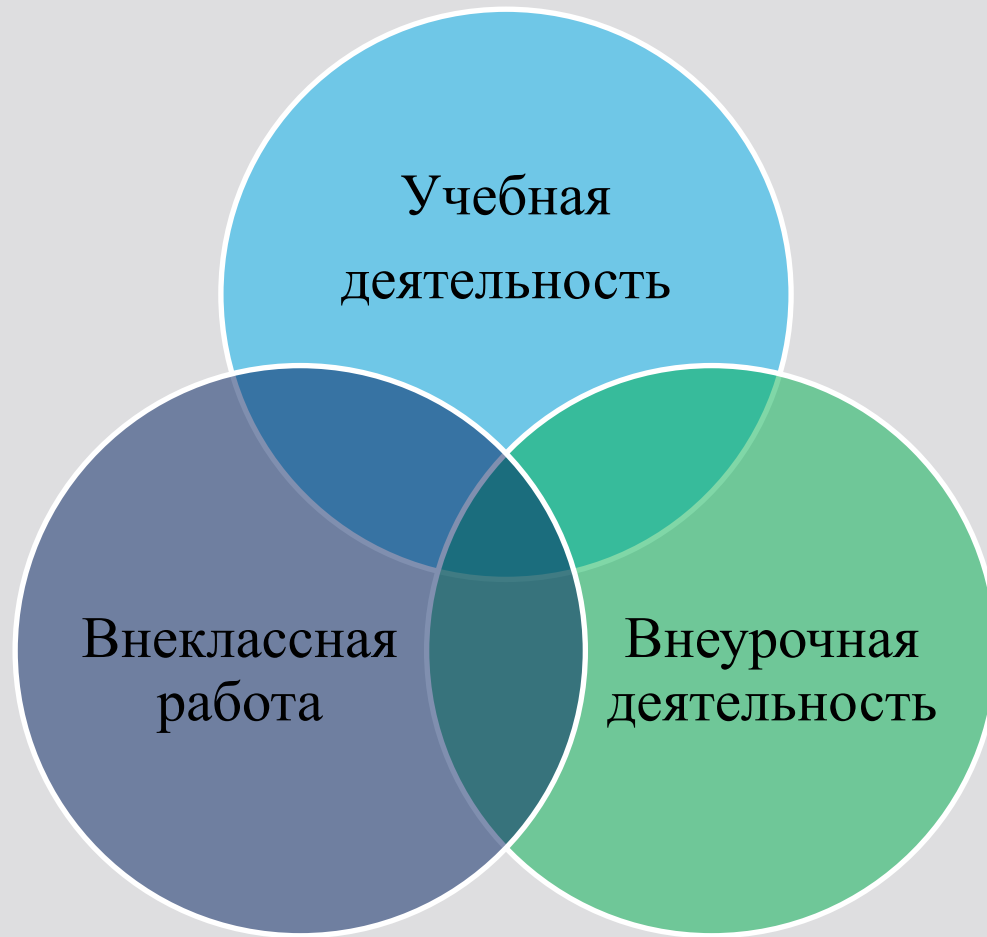 Учебная
деятельность
Внеклассная
работа
Внеурочная
деятельность